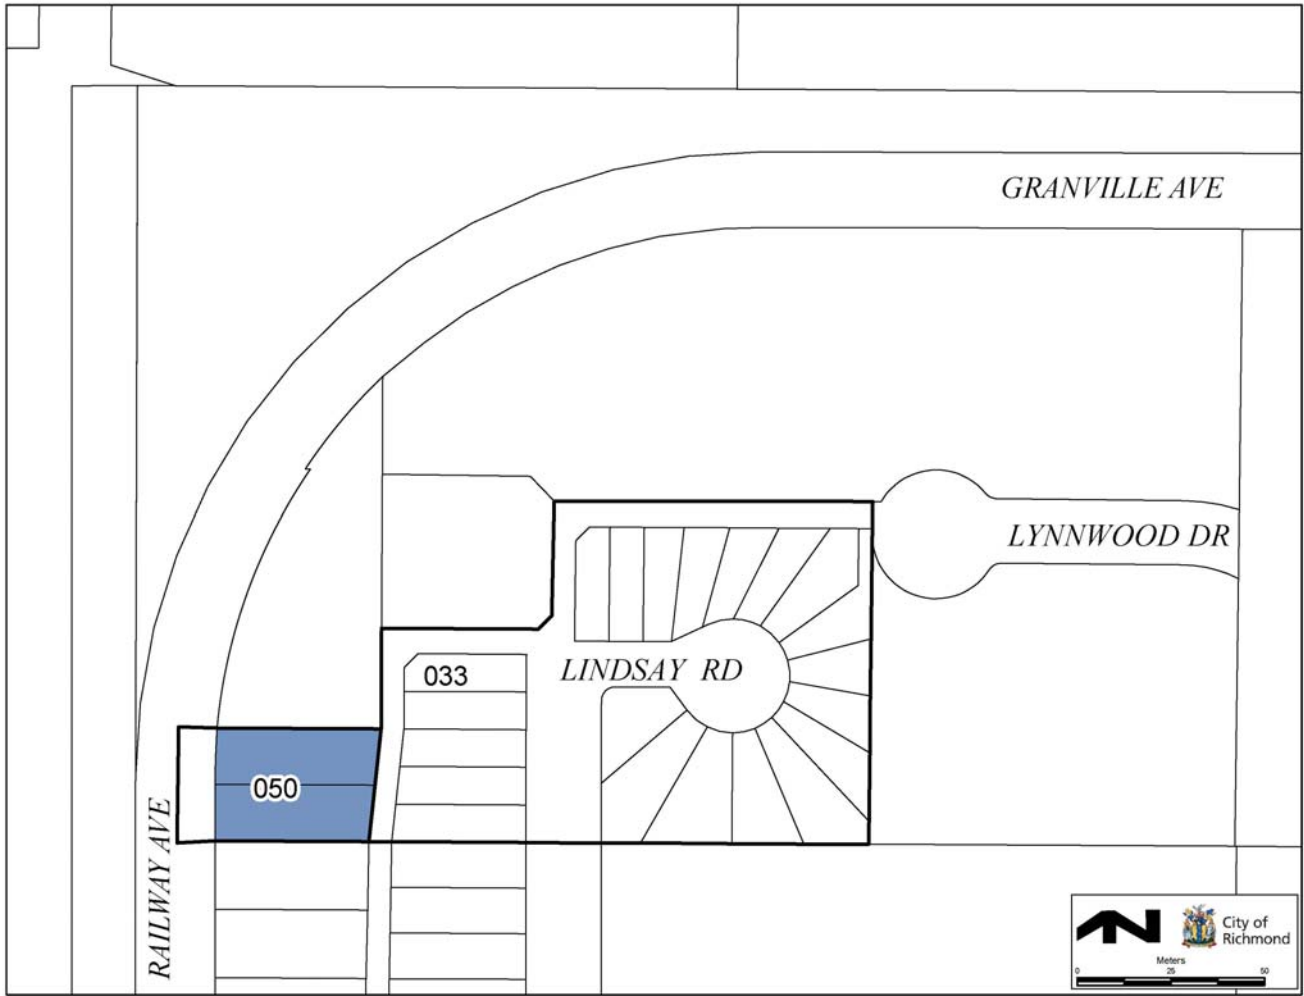 GRANVILLE AVE
LYNNWOOD DR
LINDSAY RD
033
050
RAILWAY AVE
N
City of
Richmond
Meters
0 25 50